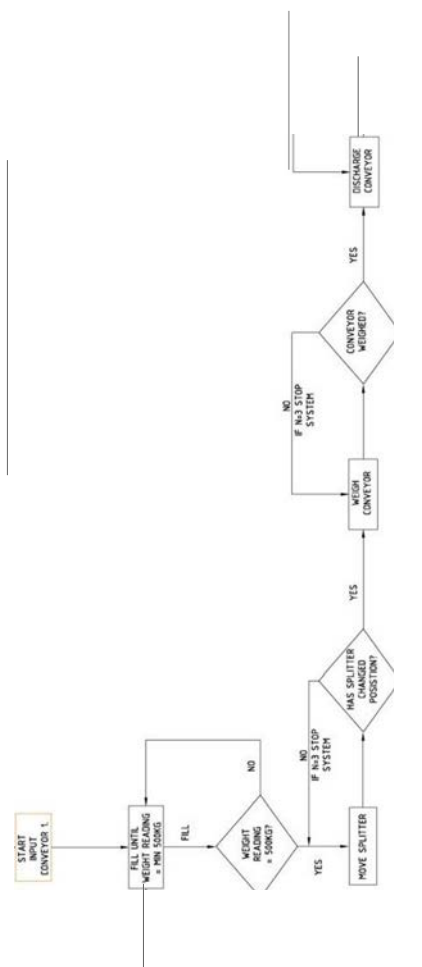 START
INPUT
CONVEYOR 1.
FILL UNTIL
WEIGHT READING
= MIN 500KG
FILL
WEIGHT
READING
= 500KG?
NO
YES
MOVE SPLITTER
NO
IF N=3 STOP
SYSTEM
HAS SPLITTER
CHANGED
POSISTION?
YES
WEIGH
CONVEYOR
NO
IF N=3 STOP
SYSTEM
CONVEYOR
WEIGHED?
YES
DISCHARGE
CONVEYOR